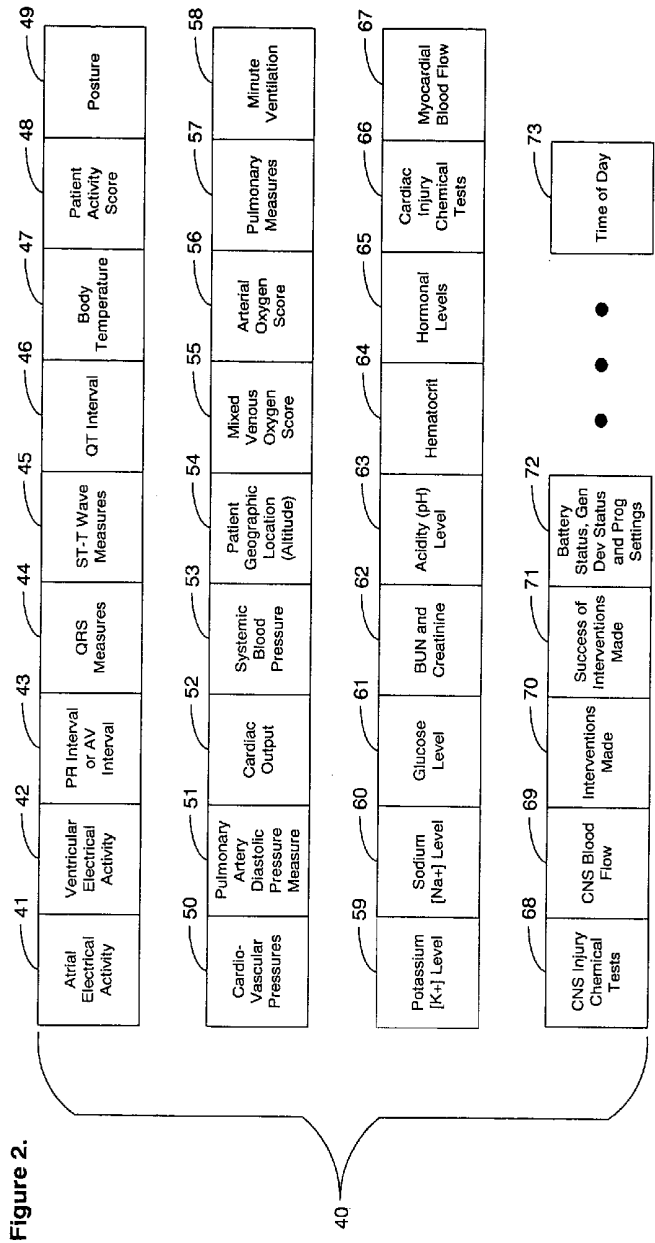 Figure 2.
40
41
Atrial
Electrical
Activity
42
Ventricular
Electrical
Activity
43
PR Interval
or AV
Interval
44
QRS
Measures
45
ST-T Wave
Measures
46
QT Interval
47
Body
Temperature
48
Patient
Activity
Score
49
Posture
50
Cardio-
Vascular
Pressures
51
Pulmonary
Artery
Diastolic
Pressure
Measure
52
Cardiac
Output
53
Systemic
Blood
Pressure
54
Patient
Geographic
Location
(Altitude)
55
Mixed
Venous
Oxygen
Score
56
Arterial
Oxygen
Score
57
Pulmonary
Measures
58
Minute
Ventilation
59
Potassium
[K+] Level
60
Sodium
[Na+] Level
61
Glucose
Level
62
BUN and
Creatinine
63
Acidity (pH)
Level
64
Hematocrit
65
Hormonal
Levels
66
Cardiac
Injury
Chemical
Tests
67
Myocardial
Blood Flow
68
CNS Injury
Chemical
Tests
69
CNS Blood
Flow
70
Interventions
Made
71
Success of
Interventions
Made
72
Battery
Status, Gen
Dev Status
and Prog
Settings
73
Time of Day